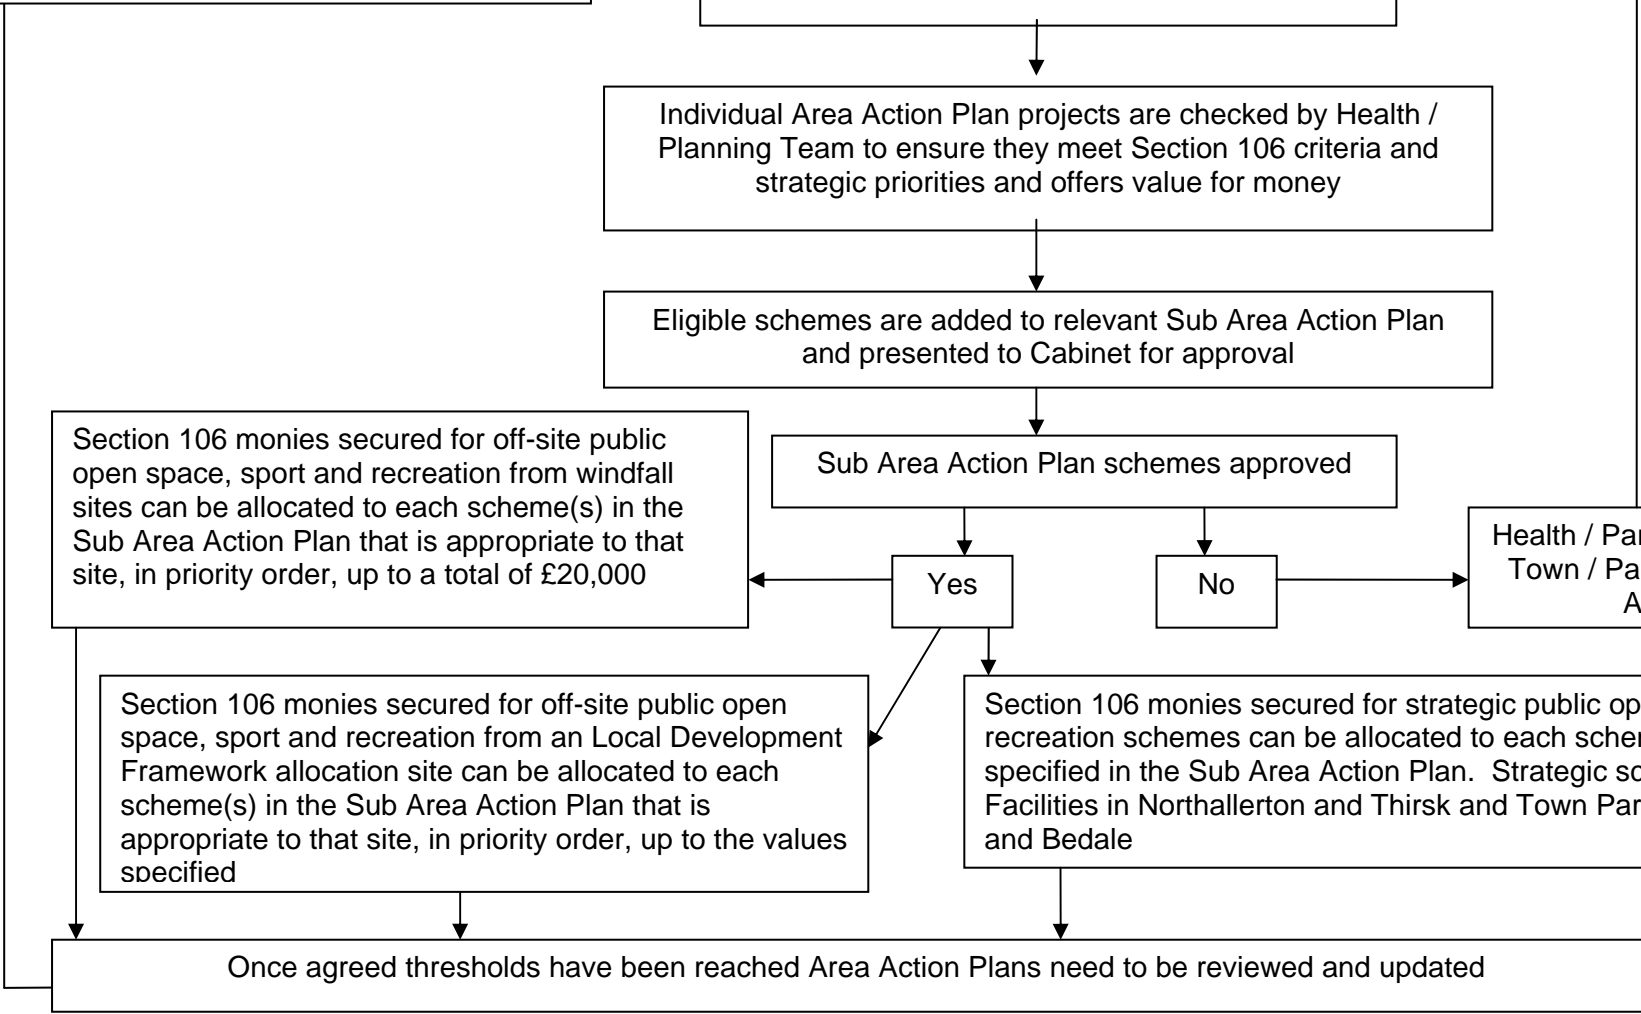 Individual Area Action Plan projects are checked by Health /
Planning Team to ensure they meet Section 106 criteria and
strategic priorities and offers value for money
Eligible schemes are added to relevant Sub Area Action Plan
and presented to Cabinet for approval
Section 106 monies secured for off-site public
open space, sport and recreation from windfall
sites can be allocated to each scheme(s) in the
Sub Area Action Plan that is appropriate to that
site, in priority order, up to a total of £20,000
Sub Area Action Plan schemes approved
Yes
No
Health /
Town /
Section 106 monies secured for off-site public open
space, sport and recreation from an Local Development
Framework allocation site can be allocated to each
scheme(s) in the Sub Area Action Plan that is
appropriate to that site, in priority order, up to the values
specified
Section 106 monies secured for strategic public
recreation schemes can be allocated to each
specified in the Sub Area Action Plan. Strategic
Facilities in Northallerton and Thirsk and Town
and Bedale
Once agreed thresholds have been reached Area Action Plans need to be reviewed and updated